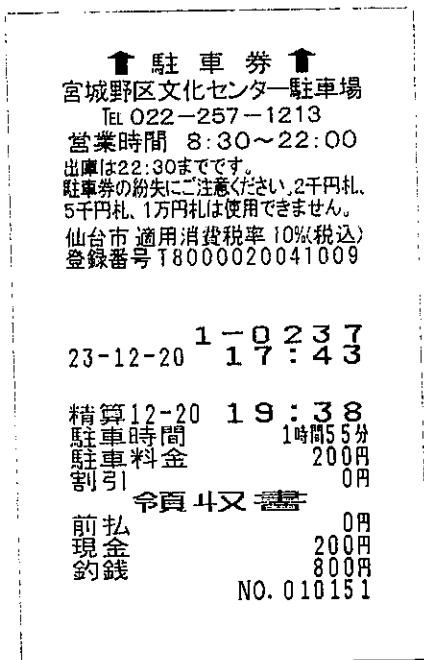 ⬆ 駐車券 ⬆
宮城野区文化センター駐車場
TEL 022-257-1213
営業時間 8:30~22:00
出庫は22:30までです。
駐車券の紛失にご注意ください。2千円札、
5千円札、1万円札は使用できません。
仙台市 適用消費税率 10%(税込)
登録番号 T8000020041009
1-0237
23-12-20 17:43
精算12-20 19:38
駐車時間 1時間55分
駐車料金 200円
割引 0円
領収書
前払 0円
現金 200円
釣銭 800円
NO. 010151